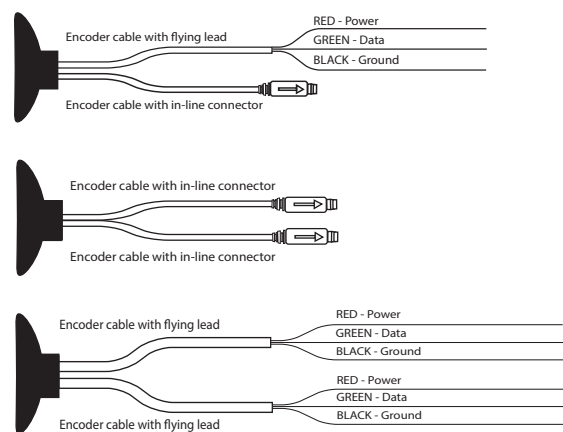 RED - Power
Encoder cable with flying lead
GREEN - Data
BLACK - Ground
Encoder cable with in-line connector
Encoder cable with in-line connector
Encoder cable with in-line connector
RED - Power
Encoder cable with flying lead
GREEN - Data
BLACK - Ground
RED - Power
GREEN - Data
BLACK - Ground
Encoder cable with flying lead